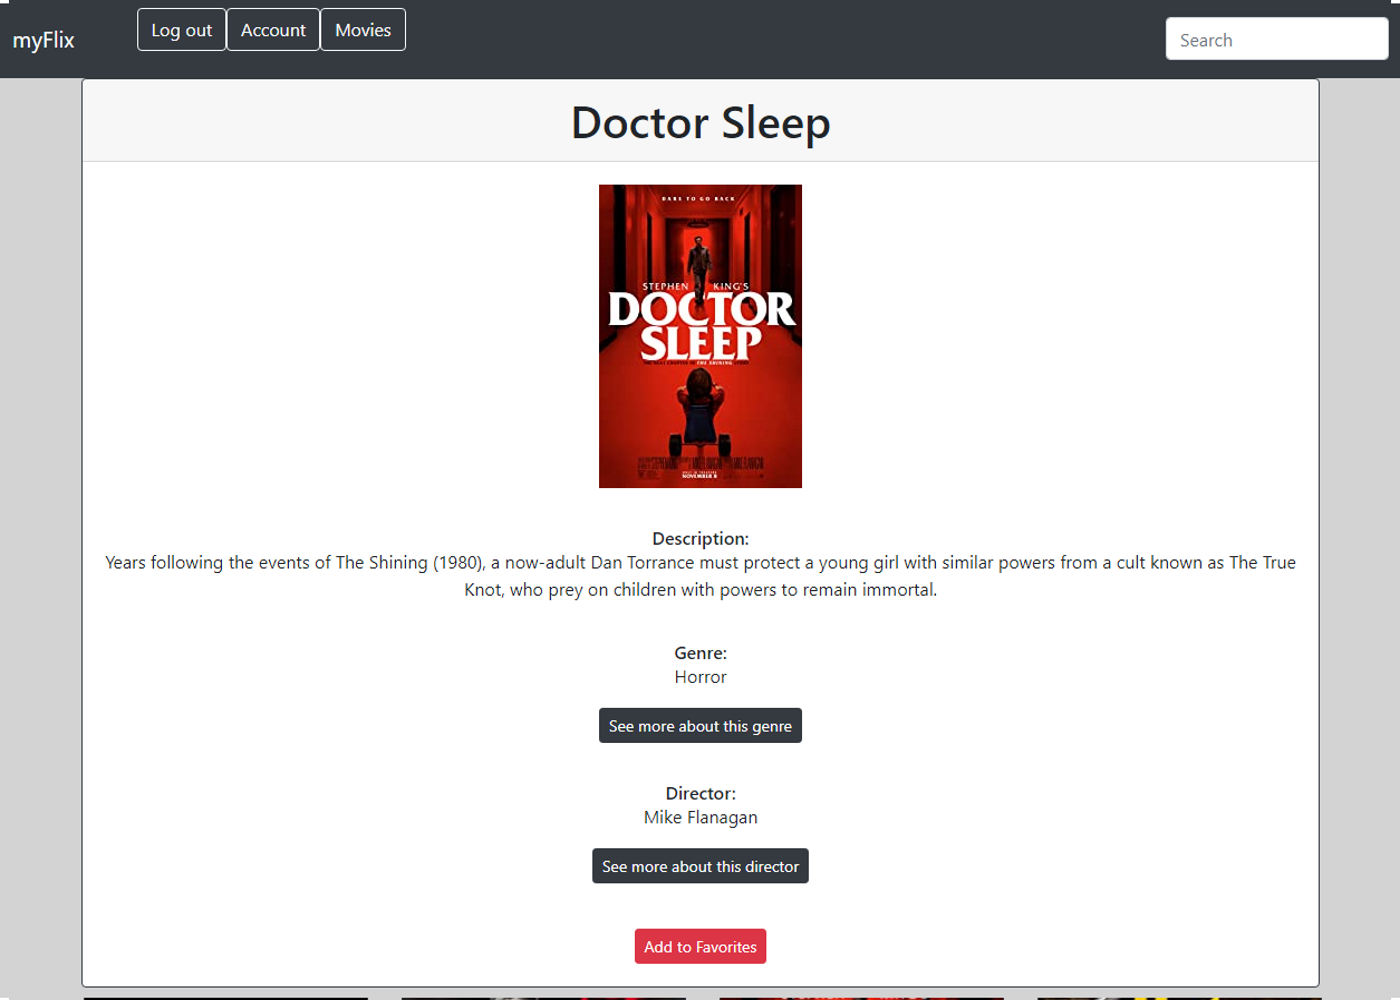 myFlix
Log out
Account
Movies
Search
Doctor Sleep
DARE TO GO BACK
STEPHEN KING'S
DOCTOR
SLEEP
THE SHINING
NOVEMBER 8
Description:
Years following the events of The Shining (1980), a now-adult Dan Torrance must protect a young girl with similar powers from a cult known as The True
Knot, who prey on children with powers to remain immortal.
Genre:
Horror
See more about this genre
Director:
Mike Flanagan
See more about this director
Add to Favorites